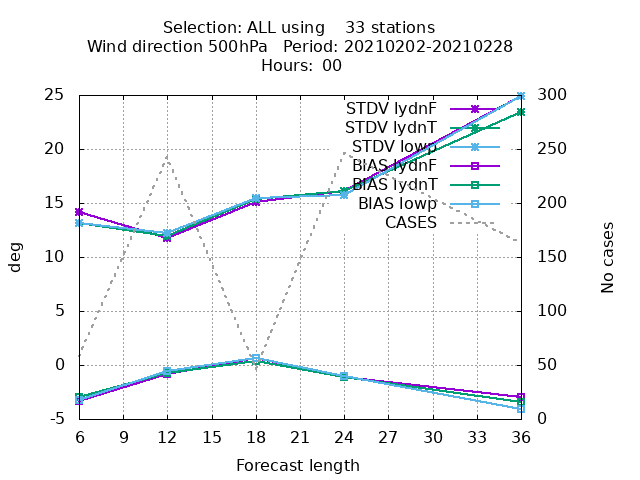 Selection: ALL using 33 stations
Wind direction 500hPa Period: 20210202-20210228
Hours: 00
25
20
15
10
5
0
-5
300
250
200
150
100
50
0
STDV lydnF
STDV lydnT
STDV lowp
BIAS lydnF
BIAS lydnT
BIAS lowp
CASES
deg
No cases
6 9 12 15 18 21 24 27 30 33 36
Forecast length